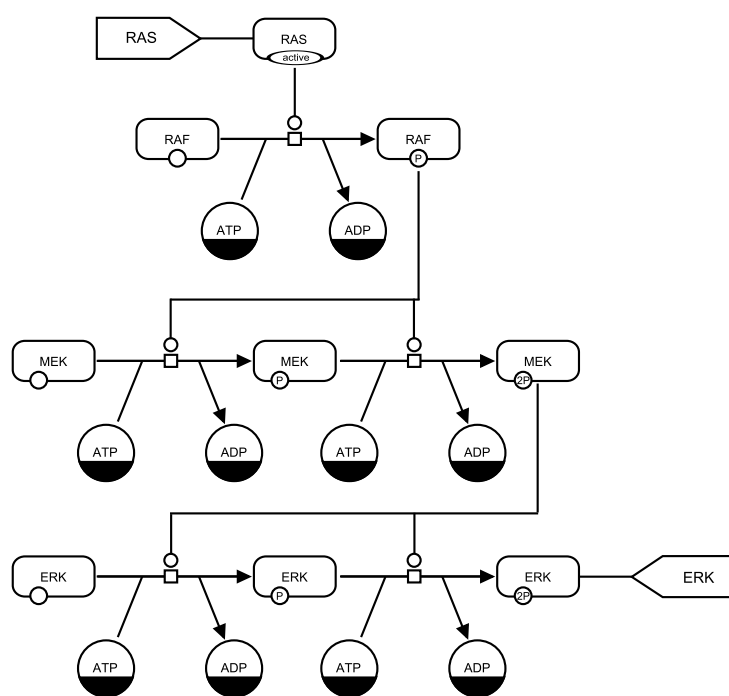 RAS
RAS
active
RAF
RAF
P
ATP
ADP
MEK
MEK
P
MEK
2P
ATP
ADP
ATP
ADP
ERK
ERK
P
ERK
2P
ERK
ATP
ADP
ATP
ADP